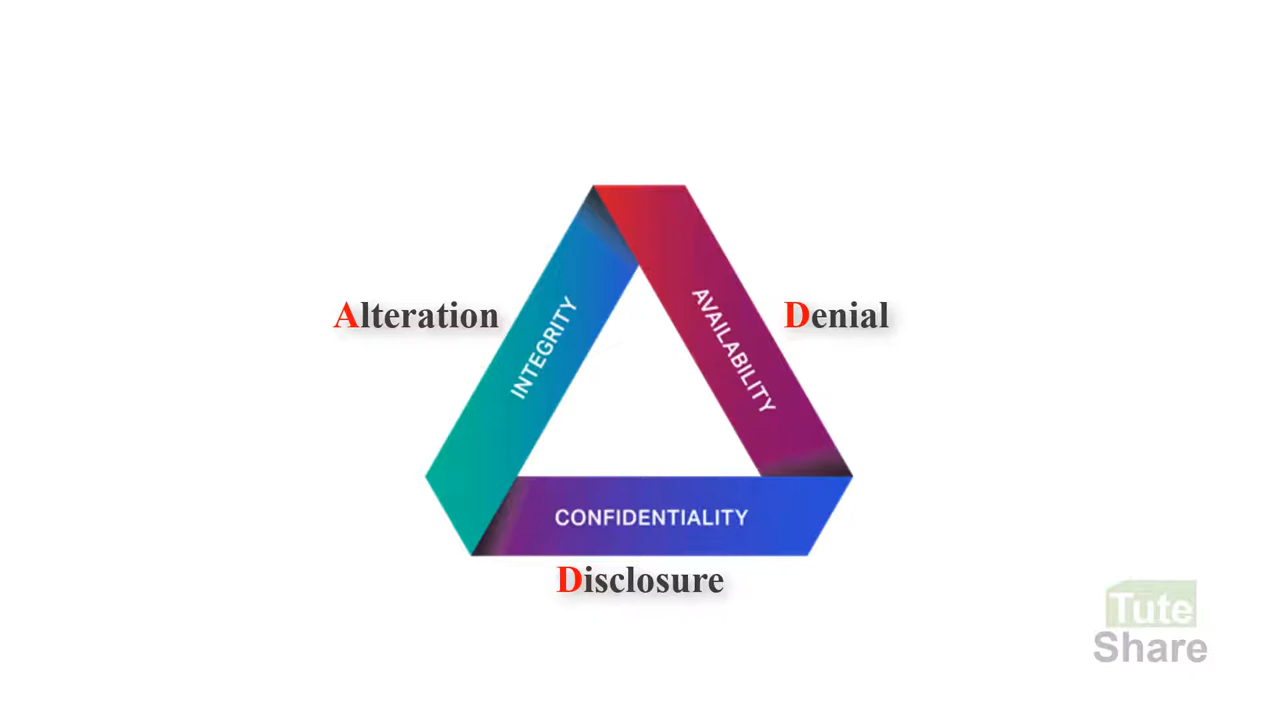 Alteration
INTEGRITY
AVAILABILITY
Denial
CONFIDENTIALITY
Disclosure
Tute
Share